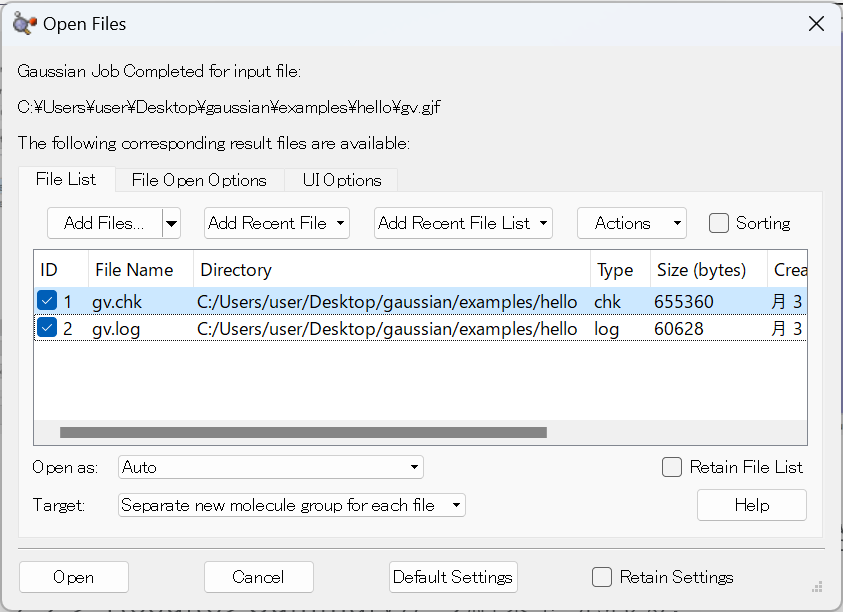 Open Files
Gaussian Job Completed for input file:
C:¥Users¥user¥Desktop¥gaussian¥examples¥hello¥gv.gjf
The following corresponding result files are available:
File List File Open Options UI Options
Add Files... Add Recent File Add Recent File List Actions Sorting
ID File Name Directory Type Size (bytes) Crea
1 gv.chk C:/Users/user/Desktop/gaussian/examples/hello chk 655360 月 3
2 gv.log C:/Users/user/Desktop/gaussian/examples/hello log 60628 月 3
Open as: Auto Retain File List
Target: Separate new molecule group for each file Help
Open Cancel Default Settings Retain Settings